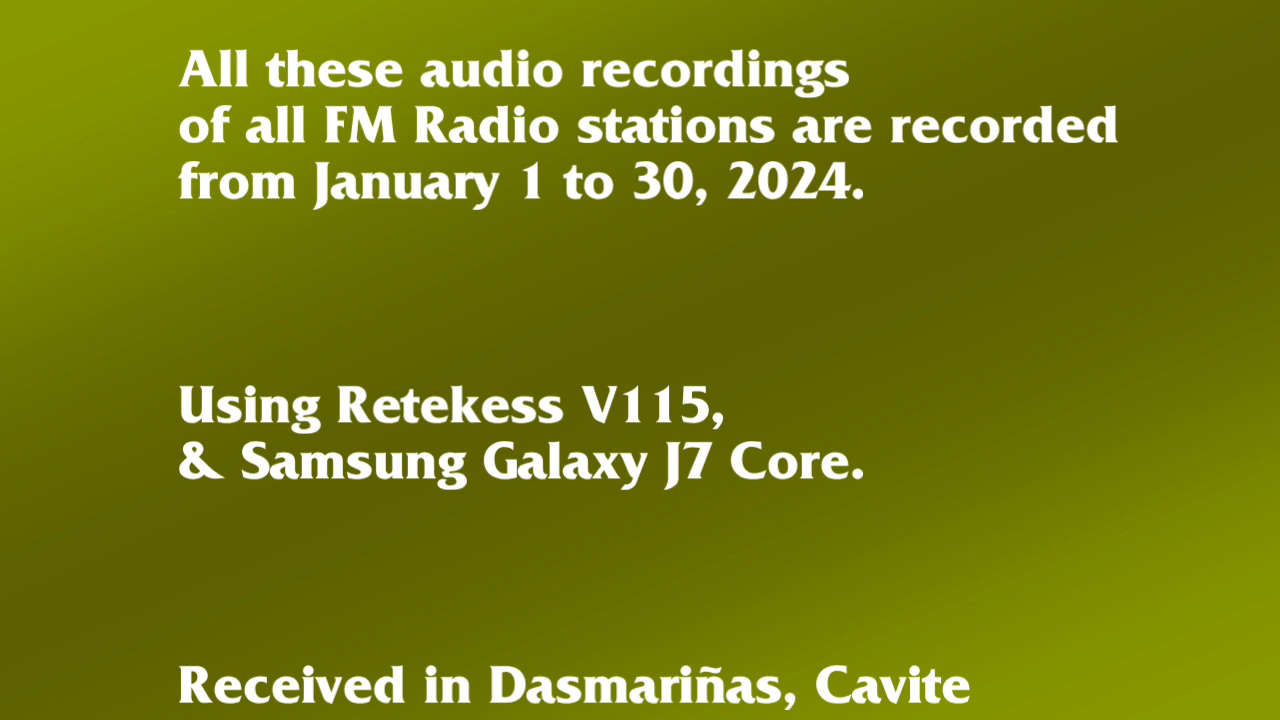 All these audio recordings
of all FM Radio stations are recorded
from January 1 to 30, 2024.
Using Retekess V115,
& Samsung Galaxy J7 Core.
Received in Dasmariñas, Cavite